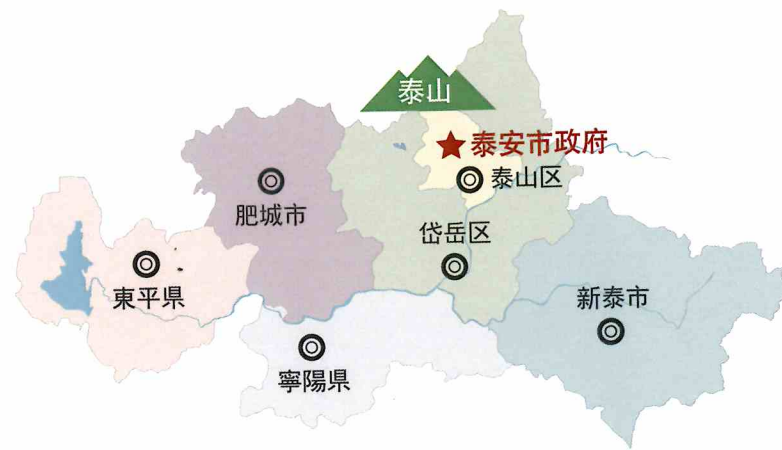 泰山
泰安市政府
泰山区
肥城市
岱岳区
東平県
新泰市
寧陽県